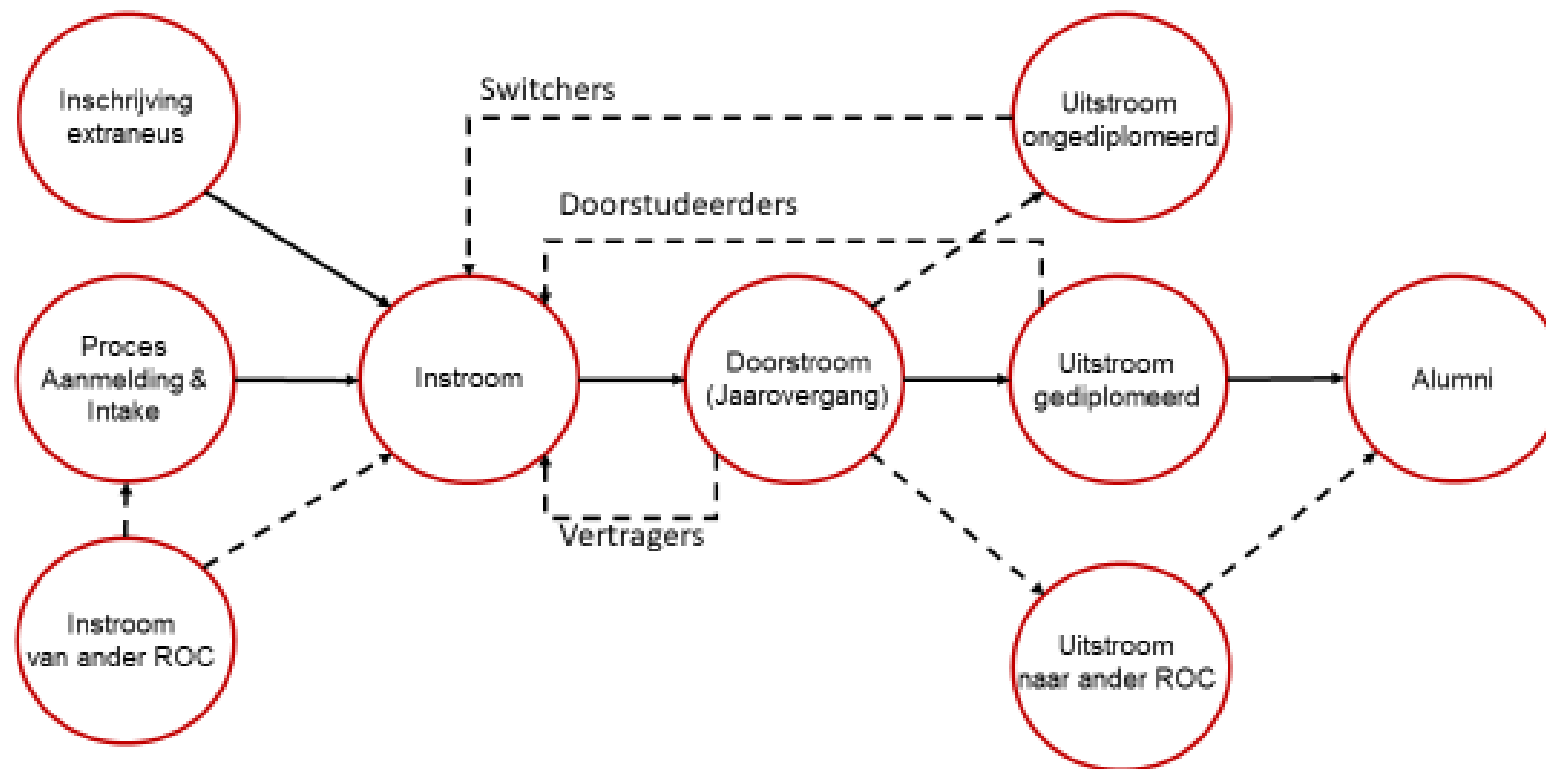 Inschrijving
extraneus
Switchers
Uitstroom
ongediplomeerd
Doorstudeerders
Proces
Aanmelding &
Intake
Instroom
Doorstroom
(Jaarovergang)
Uitstroom
gediplomeerd
Alumni
Vertragers
Instroom
van ander ROC
Uitstroom
naar ander ROC